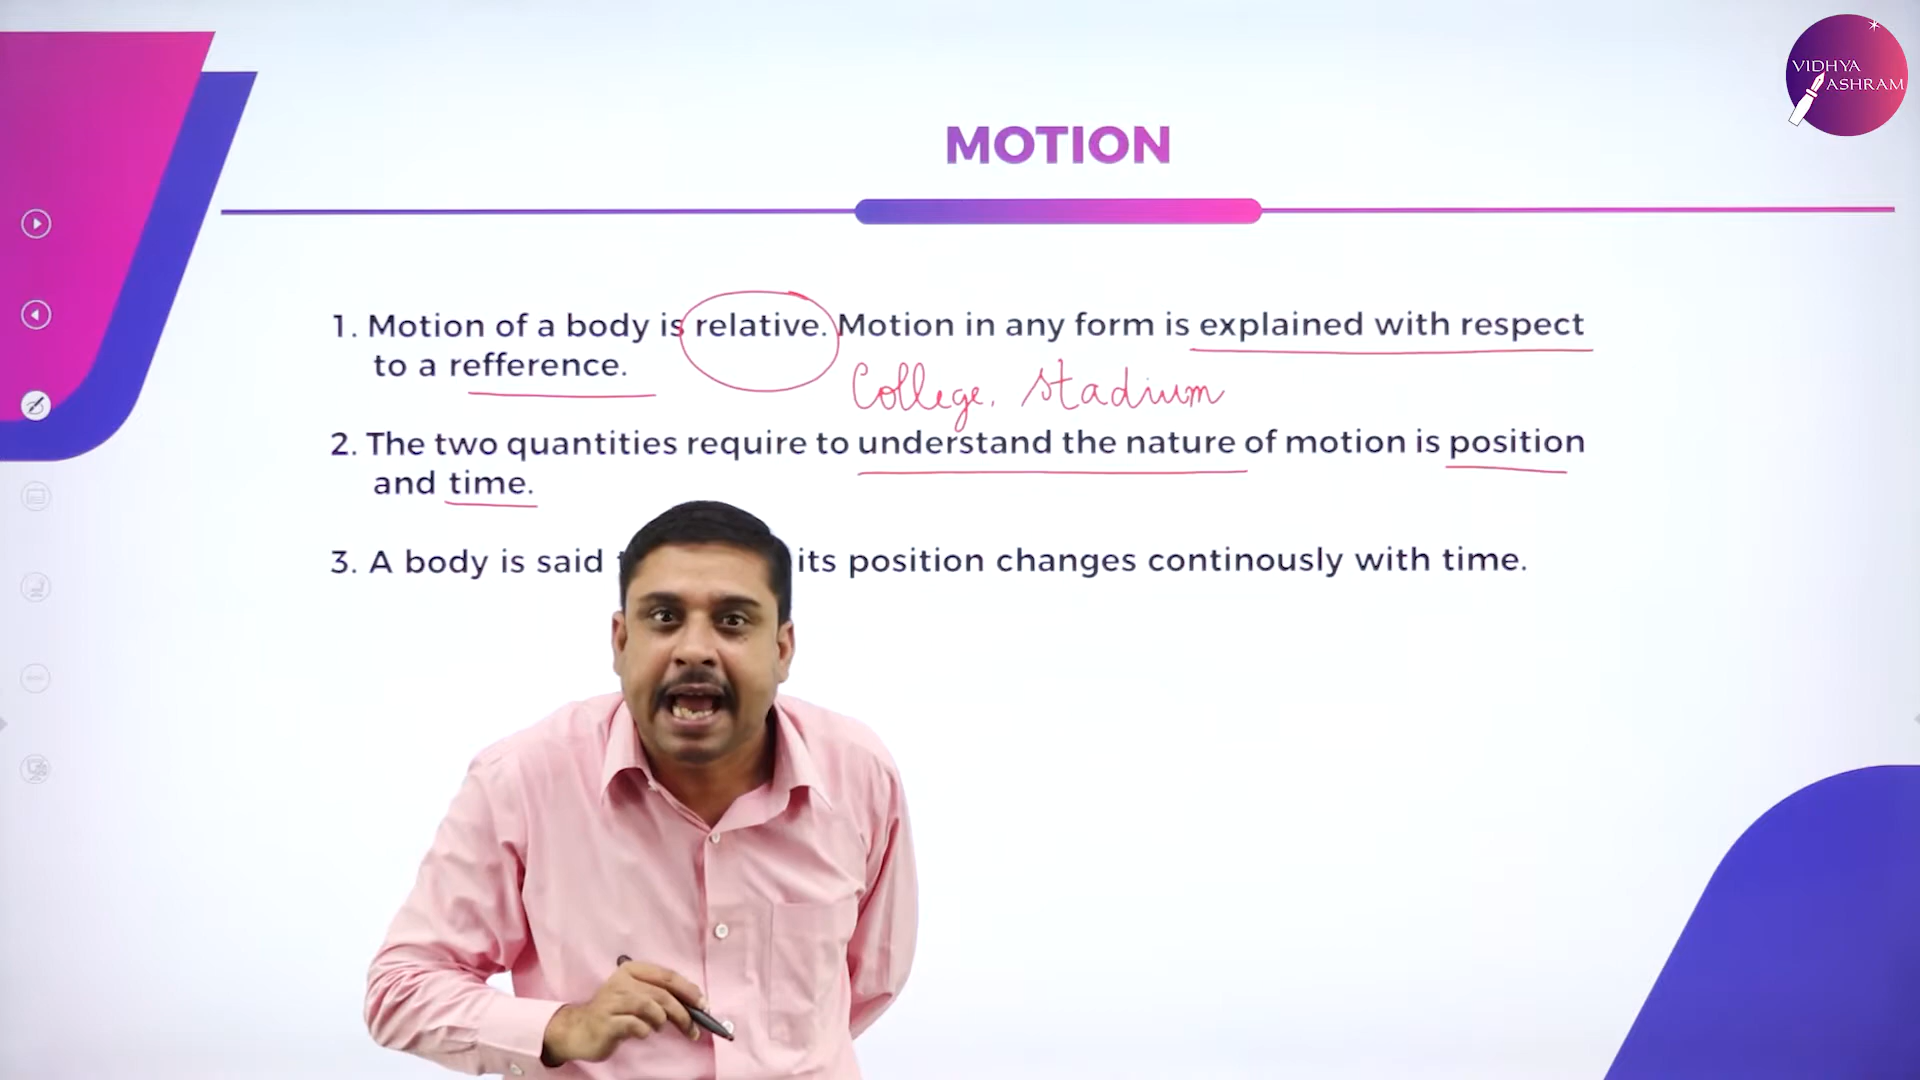 VIDHYA
ASHRAM
MOTION
1. Motion of a body is relative. Motion in any form is explained with respect
to a refference.
College, Stadium
2. The two quantities require to understand the nature of motion is position
and time.
3. A body is said its position changes continously with time.